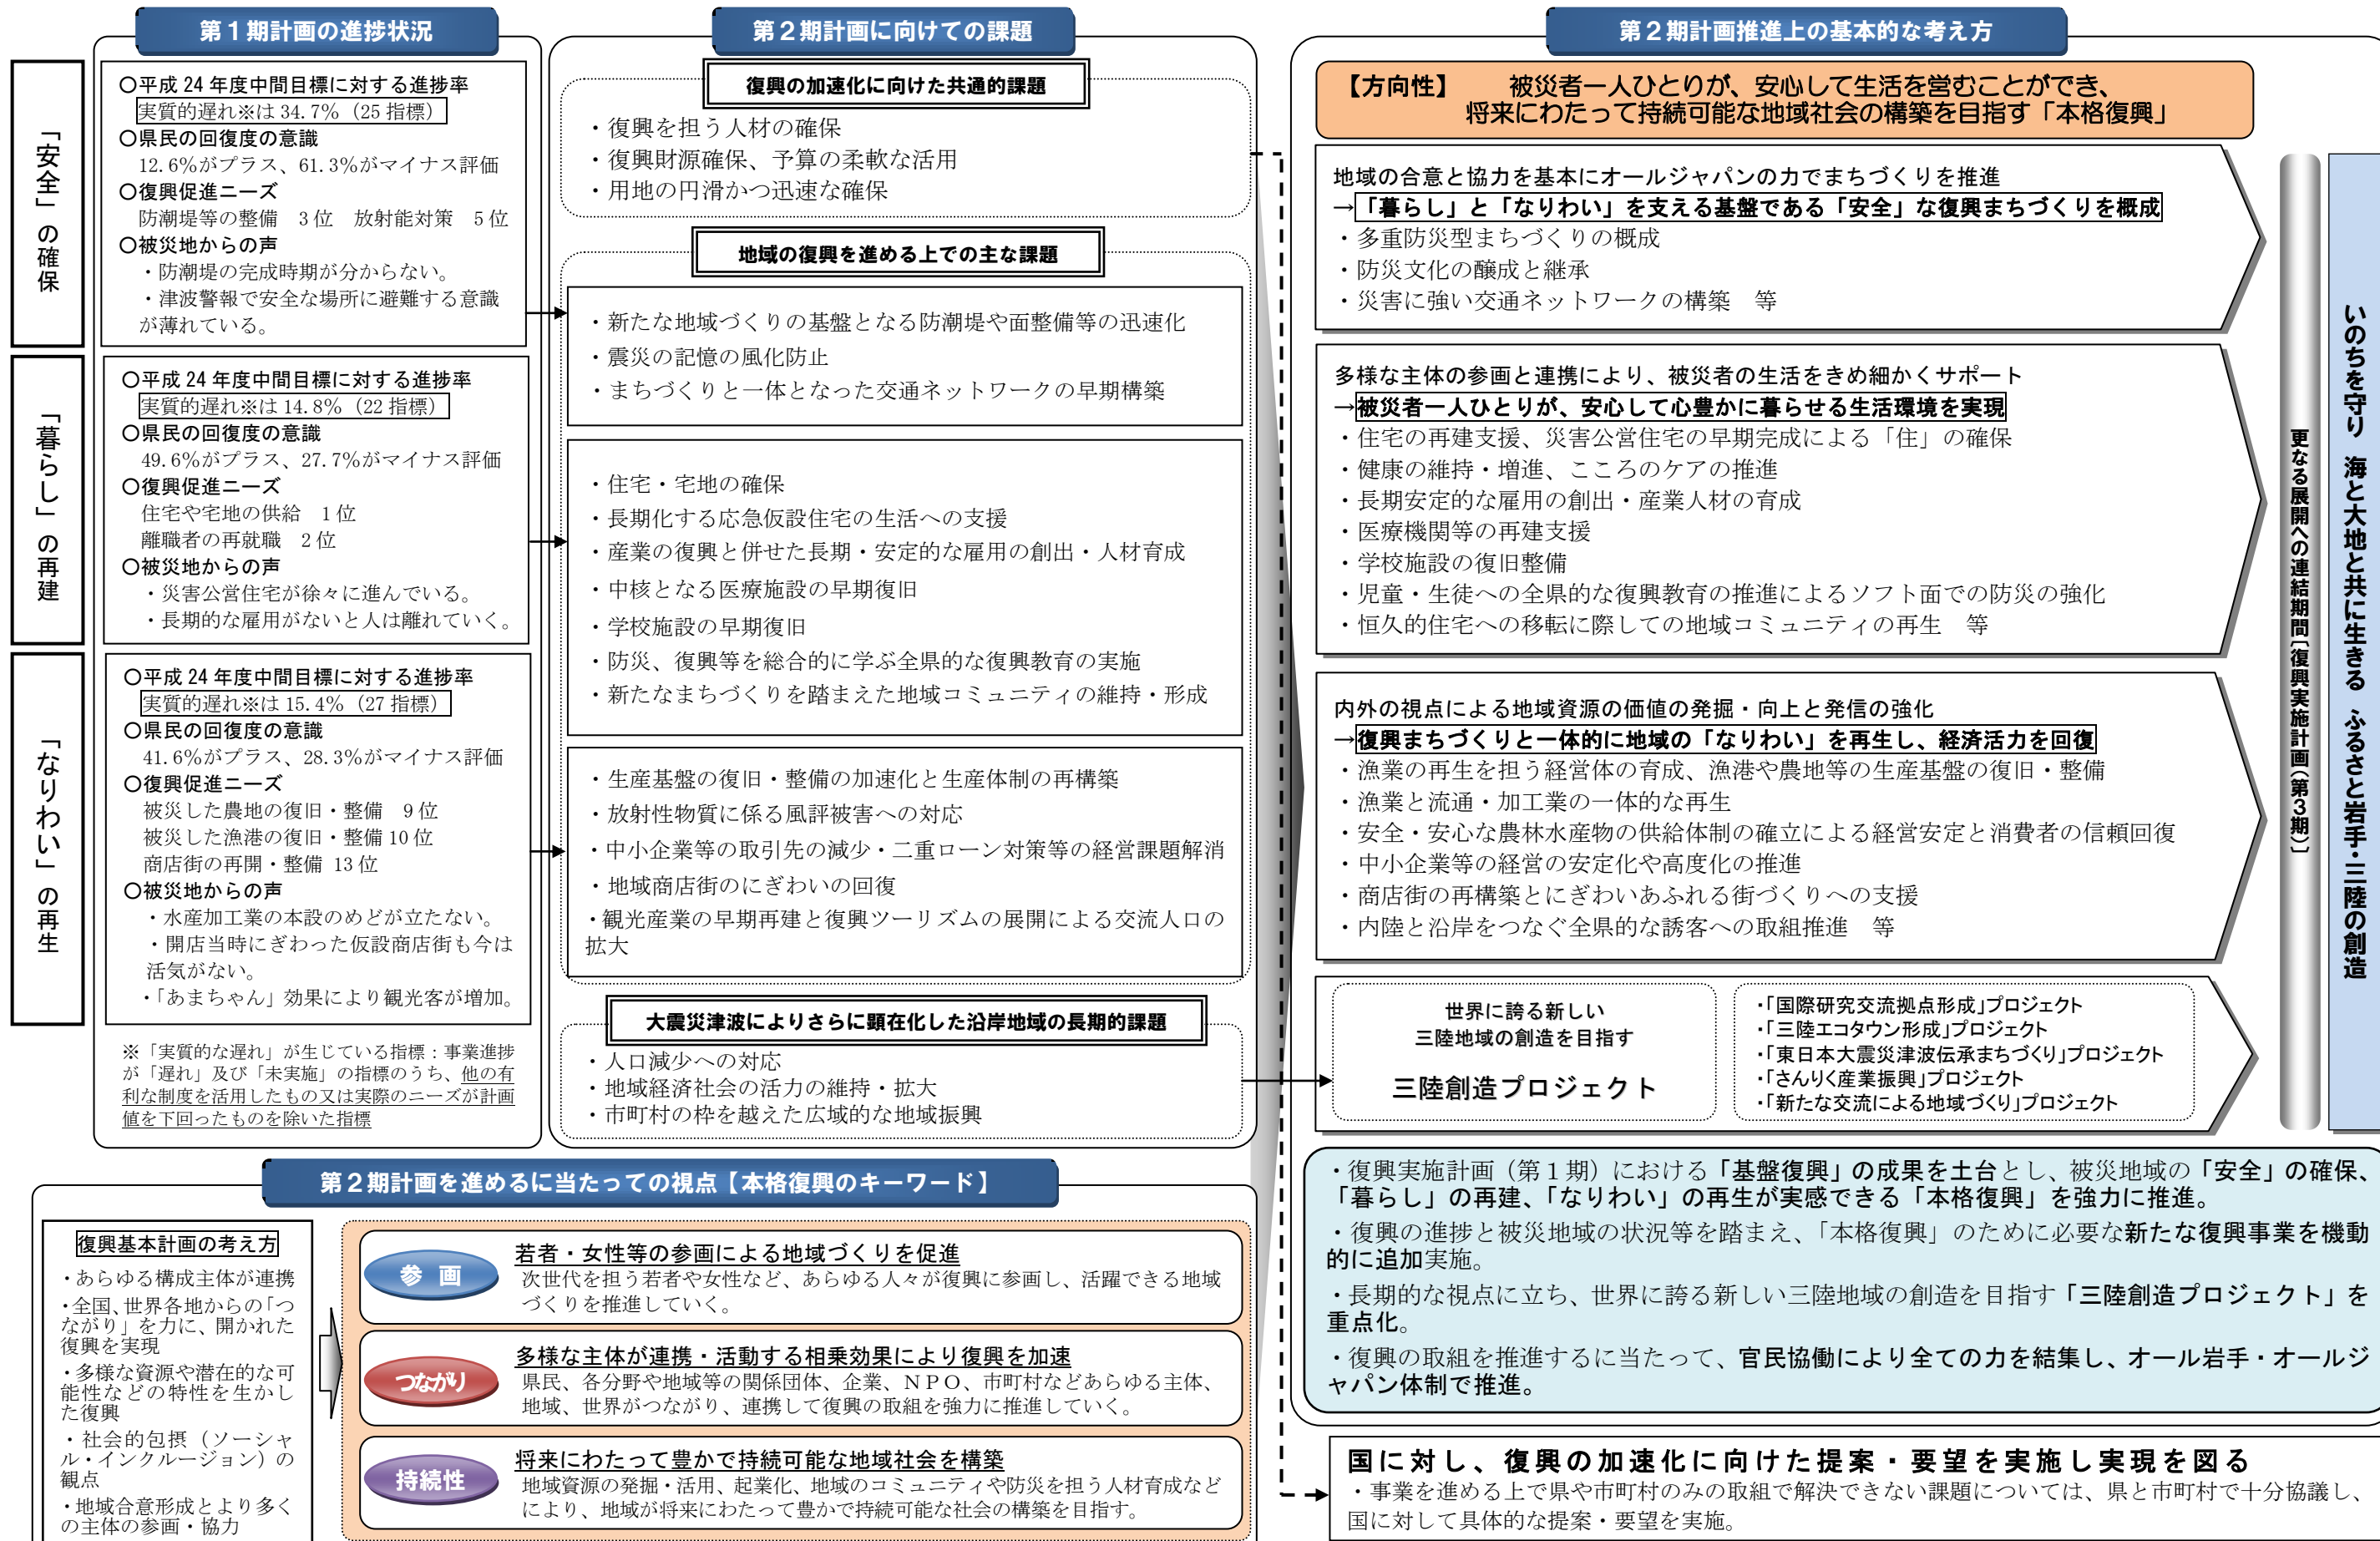 第1期計画の進捗状況
「安全」の確保
○平成24年度中間目標に対する進捗率
実質的遅れ※は34.7%（25指標）
○県民の回復度の意識
12.6%がプラス、61.3%がマイナス評価
○復興促進ニーズ
防潮堤等の整備　3位　放射能対策　5位
○被災地からの声
・防潮堤の完成時期が分からない。
・津波警報で安全な場所に避難する意識
が薄れている。
「暮らし」の再建
○平成24年度中間目標に対する進捗率
実質的遅れ※は14.8%（22指標）
○県民の回復度の意識
49.6%がプラス、27.7%がマイナス評価
○復興促進ニーズ
住宅や宅地の供給　1位
離職者の再就職　2位
○被災地からの声
・災害公営住宅が徐々に進んでいる。
・長期的な雇用がないと人は離れていく。
「なりわい」の再生
○平成24年度中間目標に対する進捗率
実質的遅れ※は15.4%（27指標）
○県民の回復度の意識
41.6%がプラス、28.3%がマイナス評価
○復興促進ニーズ
被災した農地の復旧・整備　9位
被災した漁港の復旧・整備10位
商店街の再開・整備 13位
○被災地からの声
・水産加工業の本設のめどが立たない。
・開店当時にぎわった仮設商店街も今は
活気がない。
・「あまちゃん」効果により観光客が増加。
※「実質的な遅れ」が生じている指標：事業進捗
が「遅れ」及び「未実施」の指標のうち、他の有
利な制度を活用したもの又は実際のニーズが計画
値を下回ったものを除いた指標
第2期計画に向けての課題
復興の加速化に向けた共通的課題
・復興を担う人材の確保
・復興財源確保、予算の柔軟な活用
・用地の円滑かつ迅速な確保
地域の復興を進める上での主な課題
・新たな地域づくりの基盤となる防潮堤や面整備等の迅速化
・震災の記憶の風化防止
・まちづくりと一体となった交通ネットワークの早期構築
・住宅・宅地の確保
・長期化する応急仮設住宅の生活への支援
・産業の復興と併せた長期・安定的な雇用の創出・人材育成
・中核となる医療施設の早期復旧
・学校施設の早期復旧
・防災、復興等を総合的に学ぶ全県的な復興教育の実施
・新たなまちづくりを踏まえた地域コミュニティの維持・形成
・生産基盤の復旧・整備の加速化と生産体制の再構築
・放射性物質に係る風評被害への対応
・中小企業等の取引先の減少・二重ローン対策等の経営課題解消
・地域商店街のにぎわいの回復
・観光産業の早期再建と復興ツーリズムの展開による交流人口の
拡大
大震災津波によりさらに顕在化した沿岸地域の長期的課題
・人口減少への対応
・地域経済社会の活力の維持・拡大
・市町村の枠を越えた広域的な地域振興
第2期計画推進上の基本的な考え方
【方向性】　被災者一人ひとりが、安心して生活を営むことができ、
将来にわたって持続可能な地域社会の構築を目指す「本格復興」
地域の合意と協力を基本にオールジャパンの力でまちづくりを推進
→「暮らし」と「なりわい」を支える基盤である「安全」な復興まちづくりを概成
・多重防災型まちづくりの概成
・防災文化の醸成と継承
・災害に強い交通ネットワークの構築　等
多様な主体の参画と連携により、被災者の生活をきめ細かくサポート
→被災者一人ひとりが、安心して心豊かに暮らせる生活環境を実現
・住宅の再建支援、災害公営住宅の早期完成による「住」の確保
・健康の維持・増進、こころのケアの推進
・長期安定的な雇用の創出・産業人材の育成
・医療機関等の再建支援
・学校施設の復旧整備
・児童・生徒への全県的な復興教育の推進によるソフト面での防災の強化
・恒久的住宅への移転に際しての地域コミュニティの再生　等
内外の視点による地域資源の価値の発掘・向上と発信の強化
→復興まちづくりと一体的に地域の「なりわい」を再生し、経済活力を回復
・漁業の再生を担う経営体の育成、漁港や農地等の生産基盤の復旧・整備
・漁業と流通・加工業の一体的な再生
・安全・安心な農林水産物の供給体制の確立による経営安定と消費者の信頼回復
・中小企業等の経営の安定化や高度化の推進
・商店街の再構築とにぎわいあふれる街づくりへの支援
・内陸と沿岸をつなぐ全県的な誘客への取組推進　等
世界に誇る新しい
三陸地域の創造を目指す
三陸創造プロジェクト
・「国際研究交流拠点形成」プロジェクト
・「三陸エコタウン形成」プロジェクト
・「東日本大震災津波伝承まちづくり」プロジェクト
・「さんりく産業振興」プロジェクト
・「新たな交流による地域づくり」プロジェクト
更なる展開への連結期間〔復興実施計画（第3期）〕
いのちを守り　海と大地と共に生きる　ふるさと岩手・三陸の創造
・復興実施計画（第1期）における「基盤復興」の成果を土台とし、被災地域の「安全」の確保、
「暮らし」の再建、「なりわい」の再生が実感できる「本格復興」を強力に推進。
・復興の進捗と被災地域の状況等を踏まえ、「本格復興」のために必要な新たな復興事業を機動
的に追加実施。
・長期的な視点に立ち、世界に誇る新しい三陸地域の創造を目指す「三陸創造プロジェクト」を
重点化。
・復興の取組を推進するに当たって、官民協働により全ての力を結集し、オール岩手・オールジ
ャパン体制で推進。
国に対し、復興の加速化に向けた提案・要望を実施し実現を図る
・事業を進める上で県や市町村のみの取組で解決できない課題については、県と市町村で十分協議し、
国に対して具体的な提案・要望を実施。
第2期計画を進めるに当たっての視点【本格復興のキーワード】
復興基本計画の考え方
・あらゆる構成主体が連携
・全国、世界各地からの「つ
ながり」を力に、開かれた
復興を実現
・多様な資源や潜在的な可
能性などの特性を生かし
た復興
・社会的包摂（ソーシャ
ル・インクルージョン）の
観点
・地域合意形成とより多く
の主体の参画・協力
参 画
若者・女性等の参画による地域づくりを促進
次世代を担う若者や女性など、あらゆる人々が復興に参画し、活躍できる地域
づくりを推進していく。
つながり
多様な主体が連携・活動する相乗効果により復興を加速
県民、各分野や地域等の関係団体、企業、ＮＰＯ、市町村などあらゆる主体、
地域、世界がつながり、連携して復興の取組を強力に推進していく。
持続性
将来にわたって豊かで持続可能な地域社会を構築
地域資源の発掘・活用、起業化、地域のコミュニティや防災を担う人材育成など
により、地域が将来にわたって豊かで持続可能な社会の構築を目指す。